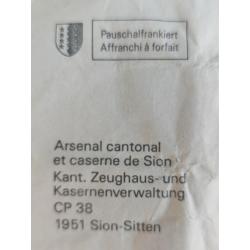 Pauschalfrankiert
Affranchi à forfait
Arsenal cantonal
et caserne de Sion
Kant. Zeughaus- und
Kasernenverwaltung
CP 38
1951 Sion-Sitten